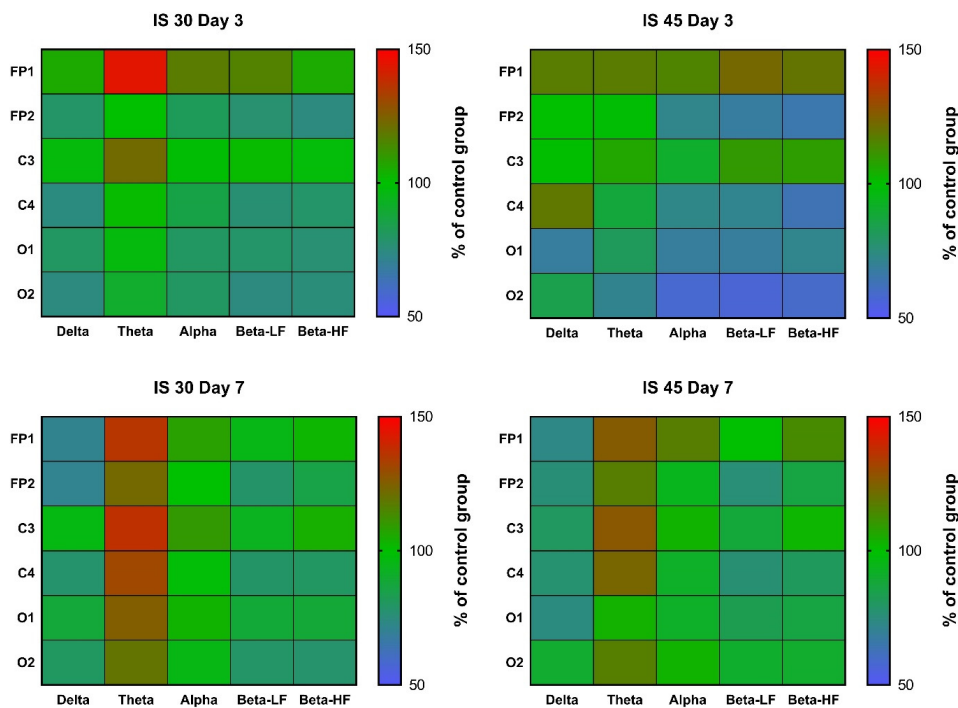 IS 30 Day 3
FP1
FP2
C3
C4
O1
O2
Delta Theta Alpha Beta-LF Beta-HF
150
100
50
% of control group
IS 45 Day 3
FP1
FP2
C3
C4
O1
O2
Delta Theta Alpha Beta-LF Beta-HF
150
100
50
% of control group
IS 30 Day 7
FP1
FP2
C3
C4
O1
O2
Delta Theta Alpha Beta-LF Beta-HF
150
100
50
% of control group
IS 45 Day 7
FP1
FP2
C3
C4
O1
O2
Delta Theta Alpha Beta-LF Beta-HF
150
100
50
% of control group